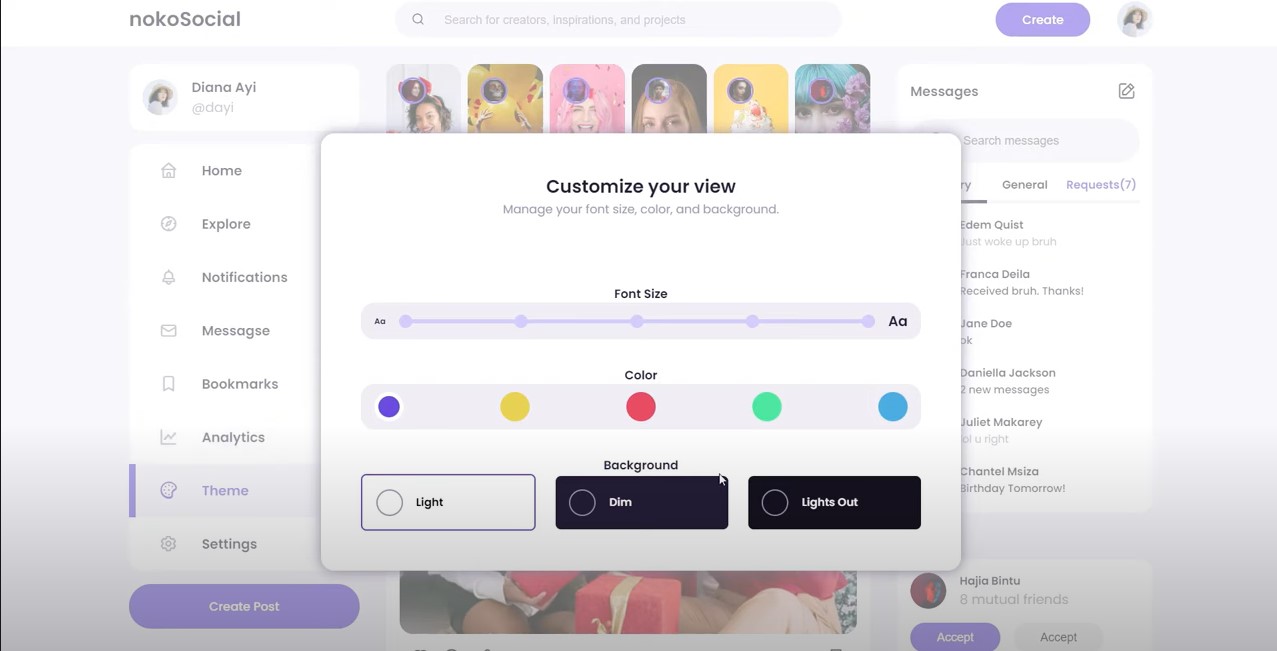 nokoSocial
Search for creators, inspirations, and projects
Create
Diana Ayi
@dayi
Home
Explore
Notifications
Messagse
Bookmarks
Analytics
Theme
Settings
Create Post
Customize your view
Manage your font size, color, and background.
Font Size
Aa
Aa
Color
Background
Light
Dim
Lights Out
Messages
Search messages
ry
General
Requests(7)
Edem Quist
Just woke up bruh
Franca Deila
Received bruh. Thanks!
Jane Doe
ok
Daniella Jackson
2 new messages
Juliet Makarey
lol u right
Chantel Msiza
Birthday Tomorrow!
Hajia Bintu
8 mutual friends
Accept
Accept